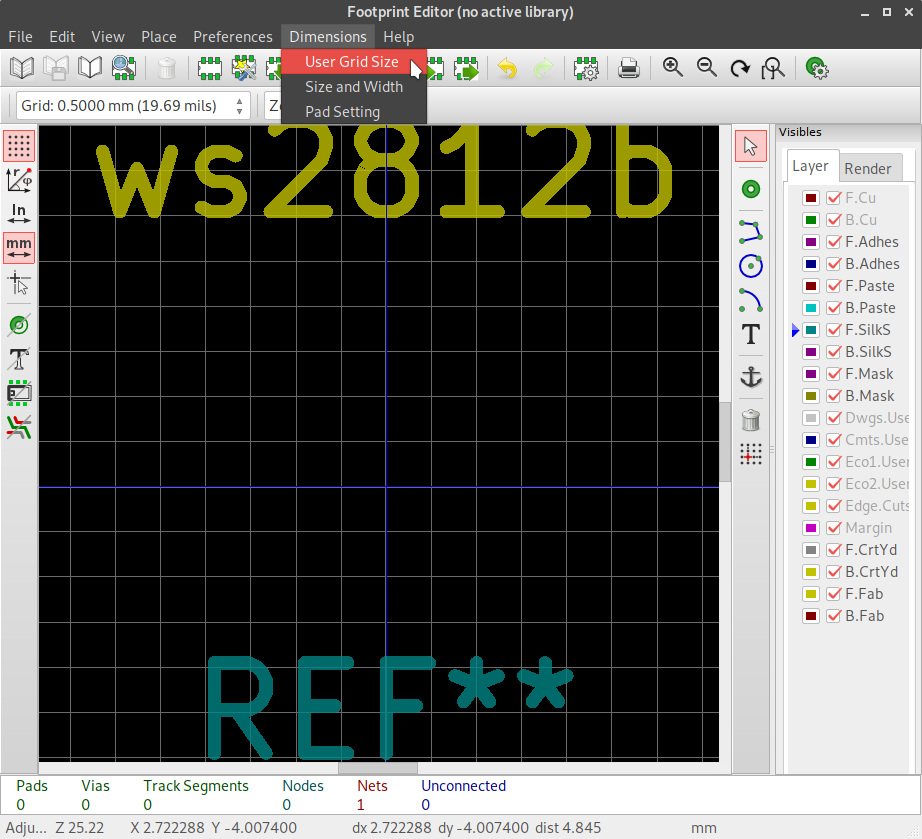 Footprint Editor (no active library)
File Edit View Place Preferences Dimensions Help
User Grid Size
Size and Width
Pad Setting
Grid: 0.5000 mm (19.69 mils)
ws2812b
REF**
r φ
In
mm
T
Visibles
Layer Render
F.Cu
B.Cu
F.Adhes
B.Adhes
F.Paste
B.Paste
F.SilkS
B.SilkS
F.Mask
B.Mask
Dwgs.Use
Cmts.Use
Eco1.User
Eco2.User
Edge.Cuts
Margin
F.CrtYd
B.CrtYd
F.Fab
B.Fab
Pads Vias Track Segments Nodes Nets Unconnected
0 0 0 0 1 0
Adju... Z 25.22 X 2.722288 Y -4.007400 dx 2.722288 dy -4.007400 dist 4.845 mm